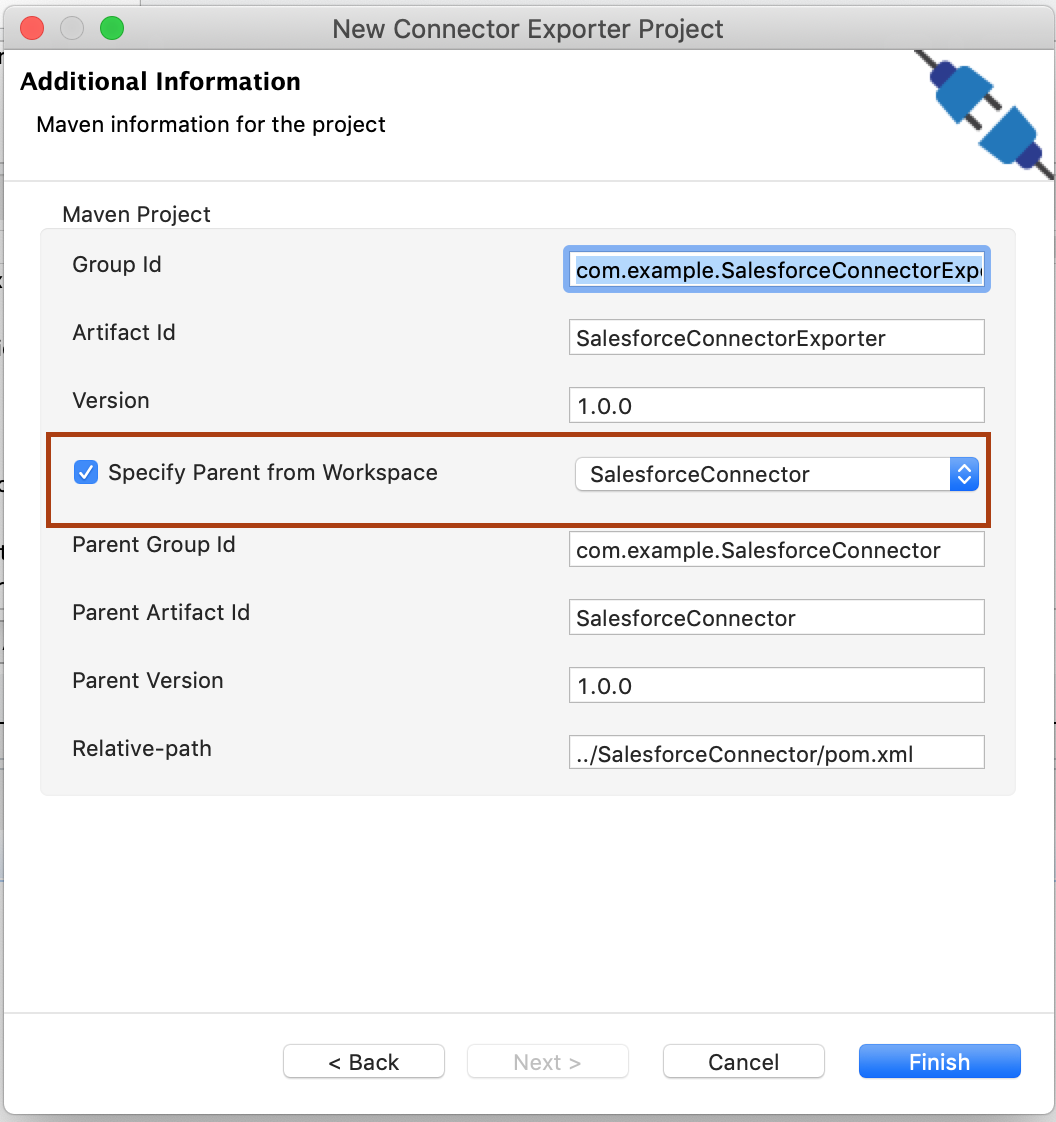 New Connector Exporter Project
Additional Information
Maven information for the project
Maven Project
Group Id com.example.SalesforceConnectorExp
Artifact Id SalesforceConnectorExporter
Version 1.0.0
Specify Parent from Workspace SalesforceConnector
Parent Group Id com.example.SalesforceConnector
Parent Artifact Id SalesforceConnector
Parent Version 1.0.0
Relative-path ../SalesforceConnector/pom.xml
< Back Next > Cancel Finish